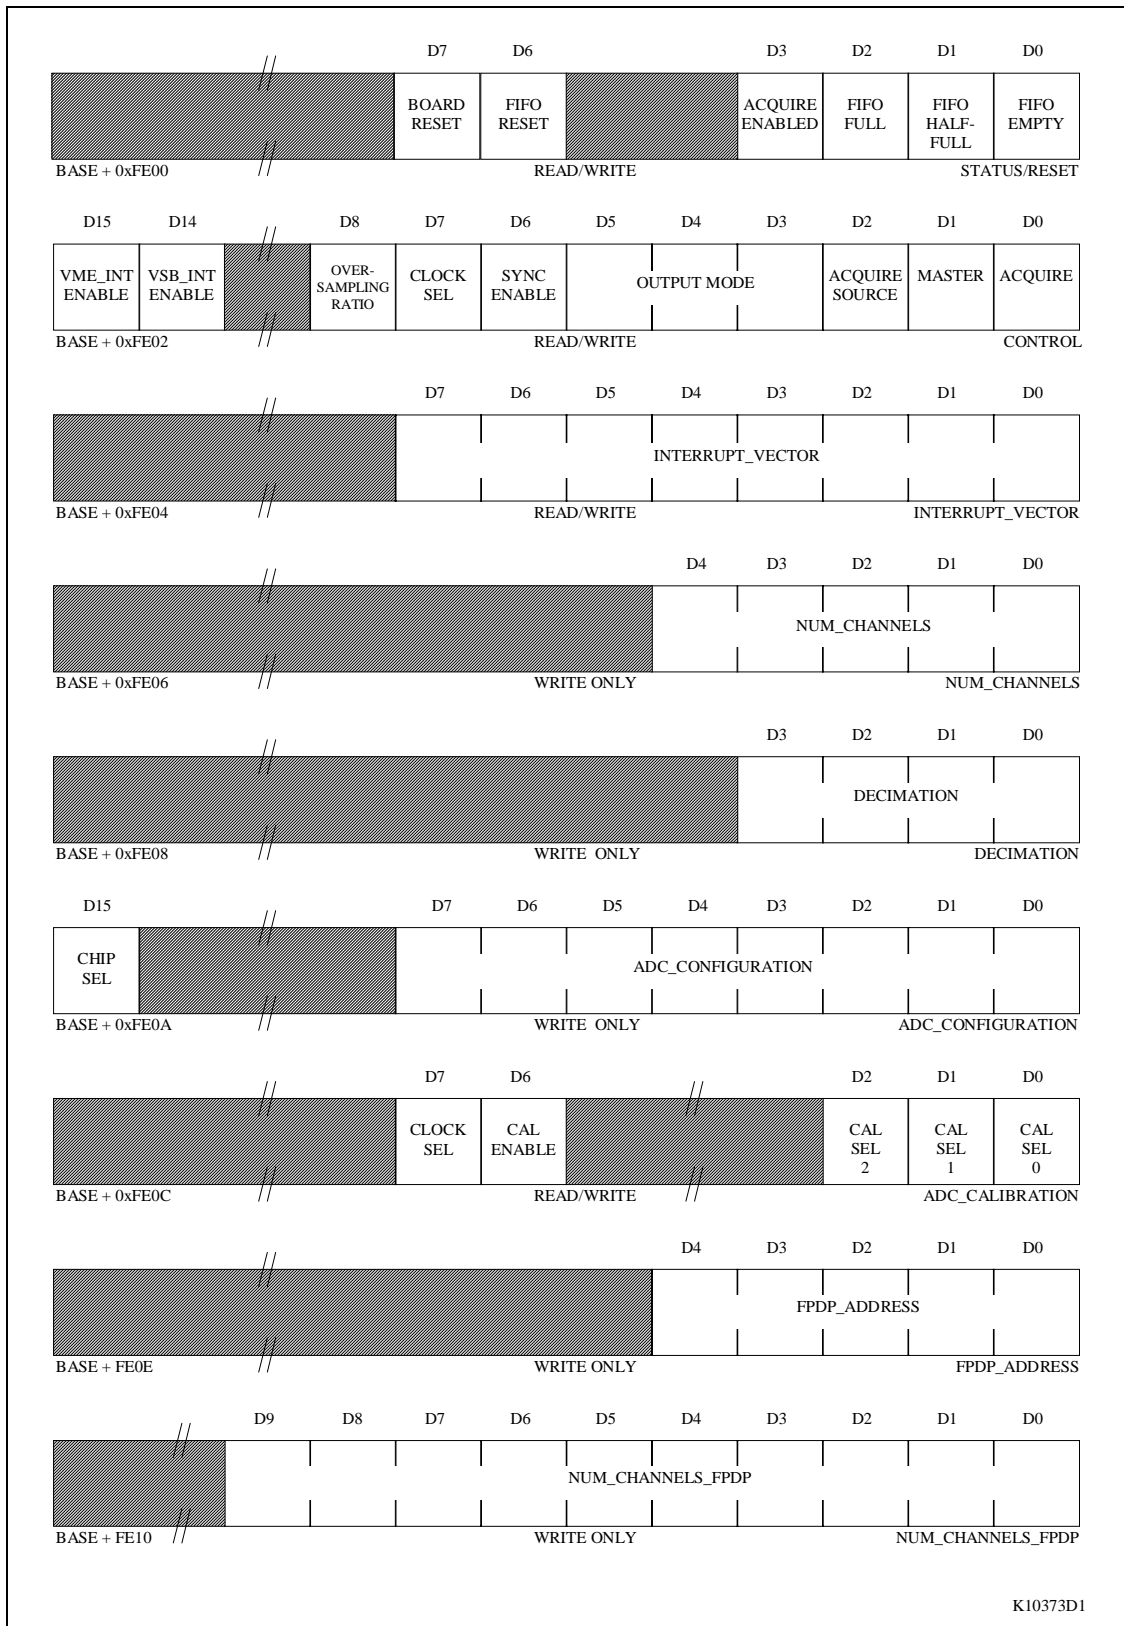 D7 D6 D3 D2 D1 D0
BOARD RESET FIFO RESET ACQUIRE ENABLED FIFO FULL FIFO HALF-FULL FIFO EMPTY
BASE + 0xFE00 READ/WRITE STATUS/RESET
D15 D14 D8 D7 D6 D5 D4 D3 D2 D1 D0
VME_INT ENABLE VSB_INT ENABLE OVER-SAMPLING RATIO CLOCK SEL SYNC ENABLE OUTPUT MODE ACQUIRE SOURCE MASTER ACQUIRE
BASE + 0xFE02 READ/WRITE CONTROL
D7 D6 D5 D4 D3 D2 D1 D0
INTERRUPT_VECTOR
BASE + 0xFE04 READ/WRITE INTERRUPT_VECTOR
D4 D3 D2 D1 D0
NUM_CHANNELS
BASE + 0xFE06 WRITE ONLY NUM_CHANNELS
D3 D2 D1 D0
DECIMATION
BASE + 0xFE08 WRITE ONLY DECIMATION
D15 D7 D6 D5 D4 D3 D2 D1 D0
CHIP SEL ADC_CONFIGURATION
BASE + 0xFE0A WRITE ONLY ADC_CONFIGURATION
D7 D6 D2 D1 D0
CLOCK SEL CAL ENABLE CAL SEL 2 CAL SEL 1 CAL SEL 0
BASE + 0xFE0C READ/WRITE ADC_CALIBRATION
D4 D3 D2 D1 D0
FPDP_ADDRESS
BASE + FE0E WRITE ONLY FPDP_ADDRESS
D9 D8 D7 D6 D5 D4 D3 D2 D1 D0
NUM_CHANNELS_FPDP
BASE + FE10 WRITE ONLY NUM_CHANNELS_FPDP
K10373D1